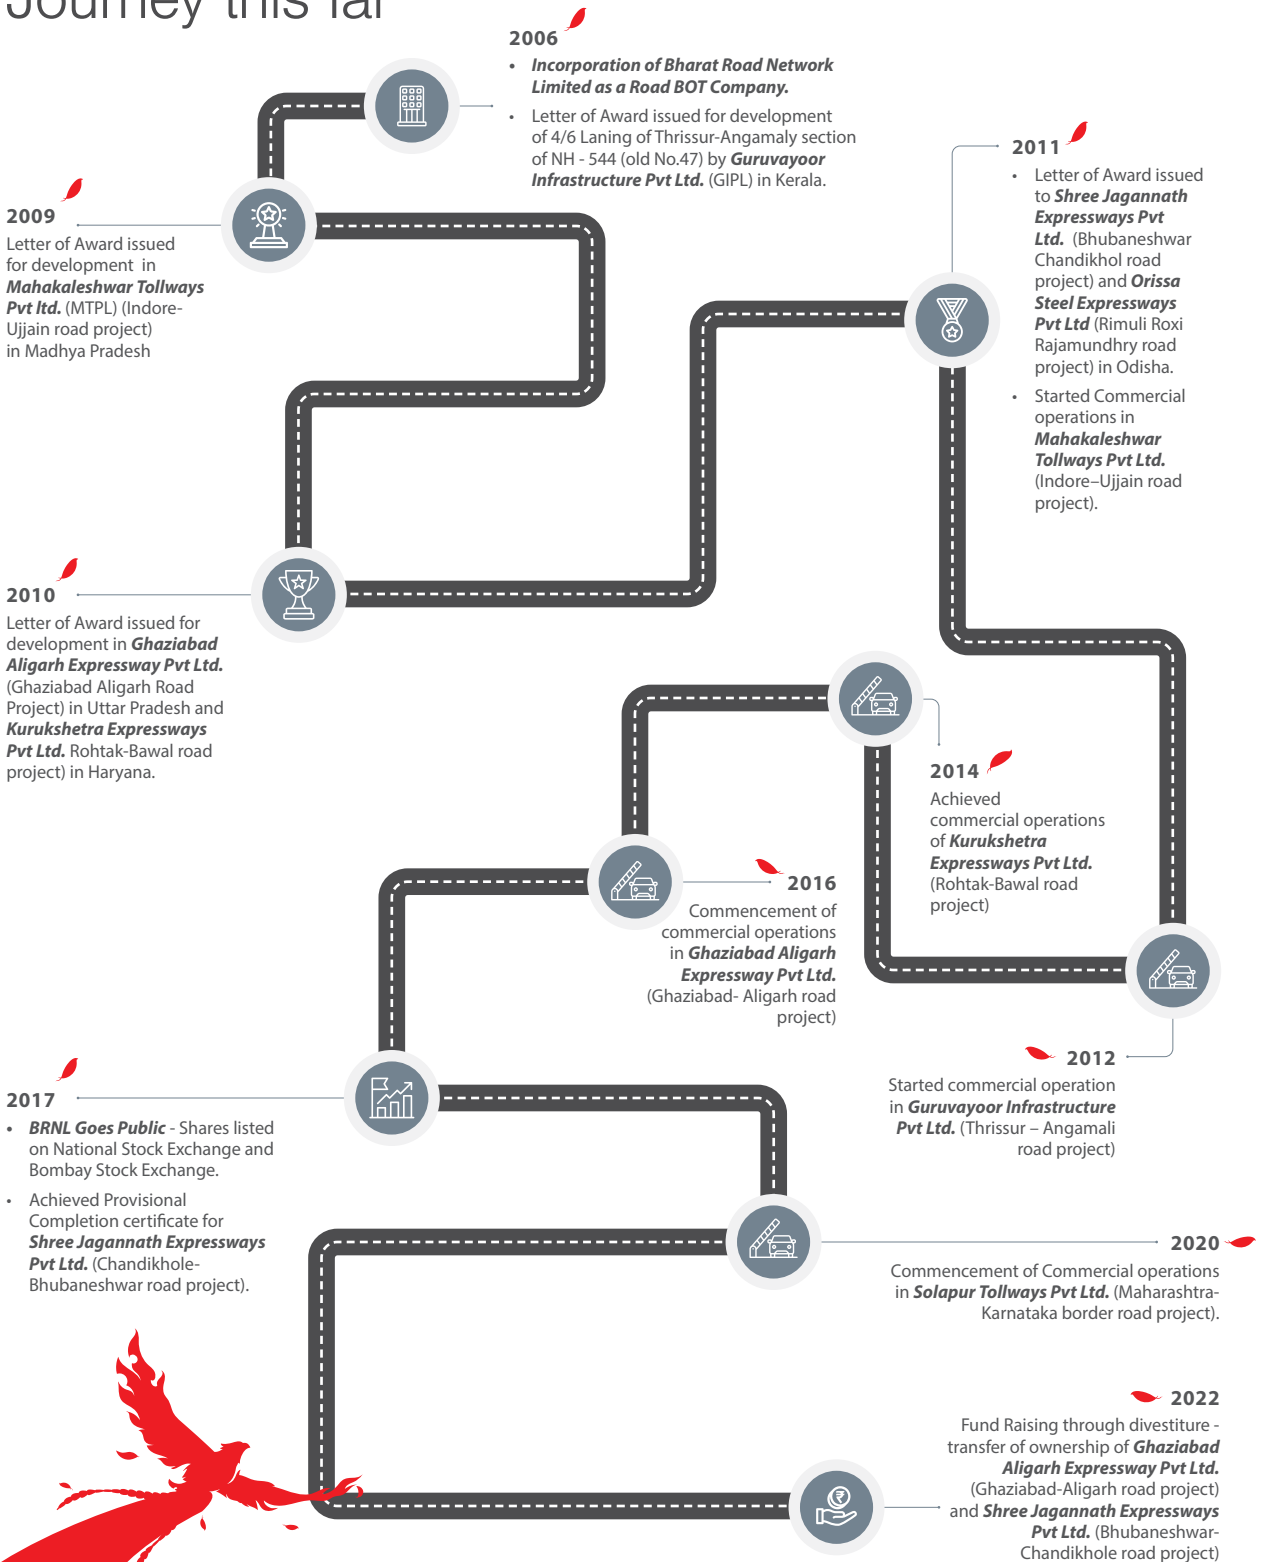 Journey this far
2006
• Incorporation of Bharat Road Network
Limited as a Road BOT Company.
• Letter of Award issued for development
of 4/6 Laning of Thrissur-Angamaly section
of NH - 544 (old No.47) by Guruvayoor
Infrastructure Pvt Ltd. (GIPL) in Kerala.
2009
Letter of Award issued
for development in
Mahakaleshwar Tollways
Pvt ltd. (MTPL) (Indore-
Ujjain road project)
in Madhya Pradesh
2010
Letter of Award issued for
development in Ghaziabad
Aligarh Expressway Pvt Ltd.
(Ghaziabad Aligarh Road
Project) in Uttar Pradesh and
Kurukshetra Expressways
Pvt Ltd. Rohtak-Bawal road
project) in Haryana.
2011
• Letter of Award issued
to Shree Jagannath
Expressways Pvt
Ltd. (Bhubaneshwar
Chandikhol road
project) and Orissa
Steel Expressways
Pvt Ltd (Rimuli Roxi
Rajamundhry road
project) in Odisha.
• Started Commercial
operations in
Mahakaleshwar
Tollways Pvt Ltd.
(Indore–Ujjain road
project).
2012
Started commercial operation
in Guruvayoor Infrastructure
Pvt Ltd. (Thrissur – Angamali
road project)
2014
Achieved
commercial operations
of Kurukshetra
Expressways Pvt Ltd.
(Rohtak-Bawal road
project)
2016
Commencement of
commercial operations
in Ghaziabad Aligarh
Expressway Pvt Ltd.
(Ghaziabad- Aligarh road
project)
2017
• BRNL Goes Public - Shares listed
on National Stock Exchange and
Bombay Stock Exchange.
• Achieved Provisional
Completion certificate for
Shree Jagannath Expressways
Pvt Ltd. (Chandikhole-
Bhubaneshwar road project).
2020
Commencement of Commercial operations
in Solapur Tollways Pvt Ltd. (Maharashtra-
Karnataka border road project).
2022
Fund Raising through divestiture -
transfer of ownership of Ghaziabad
Aligarh Expressway Pvt Ltd.
(Ghaziabad-Aligarh road project)
and Shree Jagannath Expressways
Pvt Ltd. (Bhubaneshwar-
Chandikhole road project)